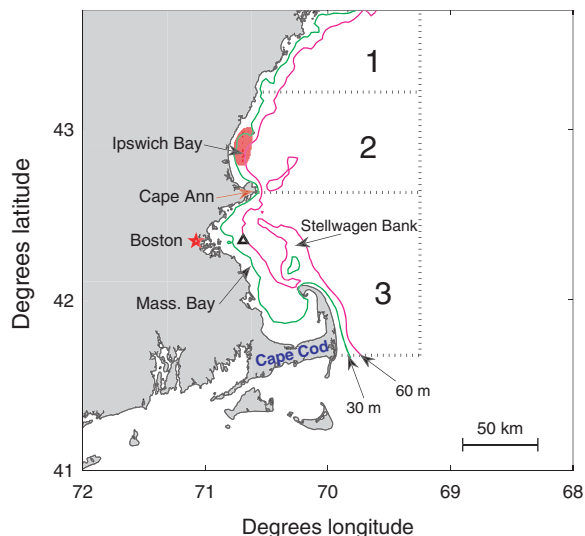 1
43
2
Ipswich Bay
Cape Ann
Stellwagen Bank
Boston
3
42
Mass. Bay
Cape Cod
60 m
30 m
50 km
41
72
71
70
69
68
Degrees latitude
Degrees longitude